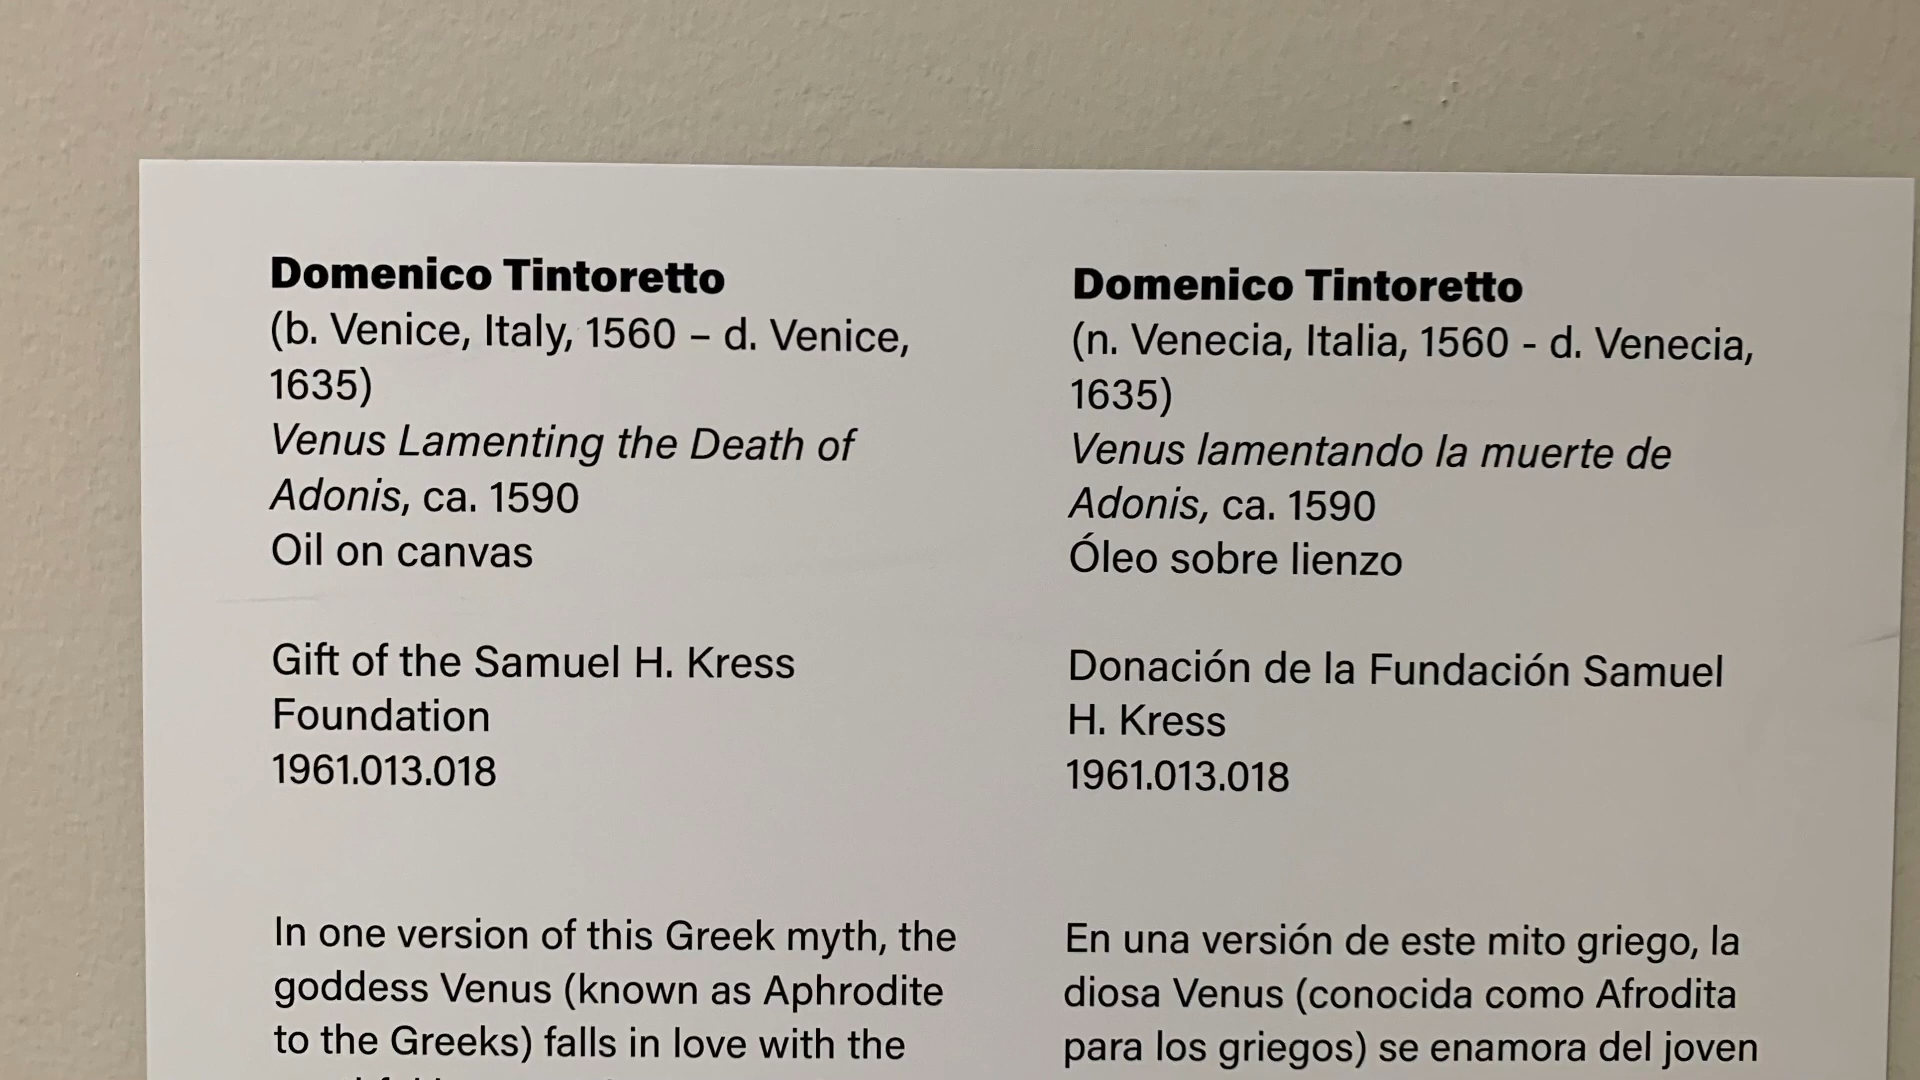 Domenico Tintoretto
(b. Venice, Italy, 1560 – d. Venice,
1635)
Venus Lamenting the Death of
Adonis, ca. 1590
Oil on canvas
Gift of the Samuel H. Kress
Foundation
1961.013.018
In one version of this Greek myth, the
goddess Venus (known as Aphrodite
to the Greeks) falls in love with the
Domenico Tintoretto
(n. Venecia, Italia, 1560 - d. Venecia,
1635)
Venus lamentando la muerte de
Adonis, ca. 1590
Óleo sobre lienzo
Donación de la Fundación Samuel
H. Kress
1961.013.018
En una versión de este mito griego, la
diosa Venus (conocida como Afrodita
para los griegos) se enamora del joven